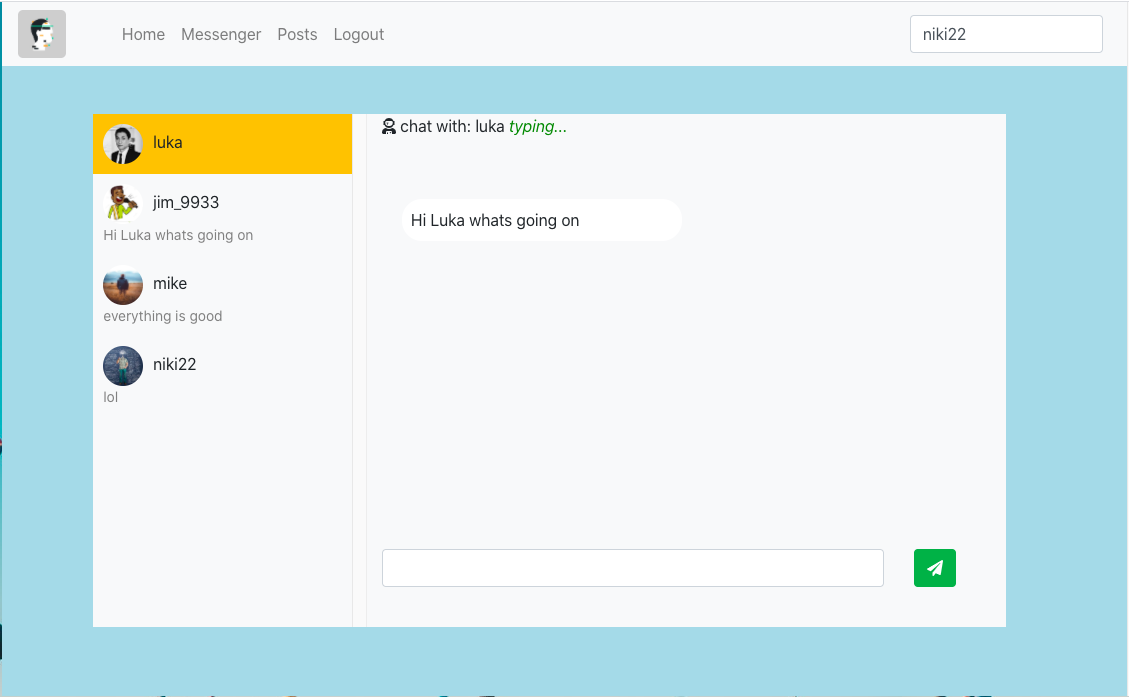 Home Messenger Posts Logout niki22
luka
jim_9933
Hi Luka whats going on
mike
everything is good
niki22
lol
chat with: luka typing...
Hi Luka whats going on